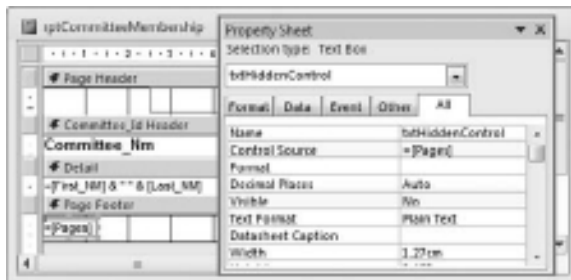 rptCommitteeMembership
Page Header
Committee_Id Header
Committee_Nm
Detail
=[First_NM] & " " & [Last_NM]
Page Footer
=[Pages]
Property Sheet
Selection type: Text Box
txtHiddenControl
Format Data Event Other All
Name txtHiddenControl
Control Source =[Pages]
Format
Decimal Places Auto
Visible No
Text Format Plain Text
Datasheet Caption
Width 1.27cm